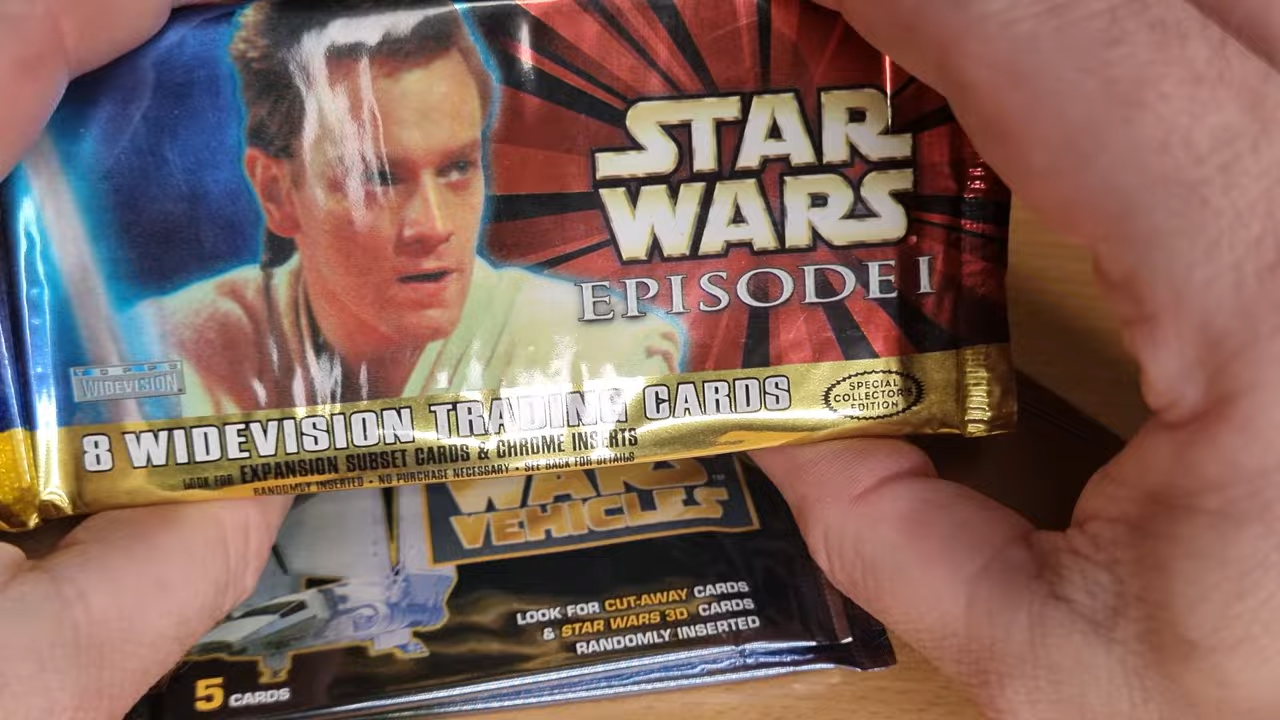 STAR
WARS
EPISODE I
TOPPS
WIDEVISION
8 WIDEVISION TRADING CARDS
SPECIAL
COLLECTOR'S
EDITION
LOOK FOR EXPANSION SUBSET CARDS & CHROME INSERTS
RANDOMLY INSERTED • NO PURCHASE NECESSARY • SEE BACK FOR DETAILS
WARS
VEHICLES™
LOOK FOR CUT-AWAY CARDS
& STAR WARS 3D CARDS
RANDOMLY INSERTED
5 CARDS